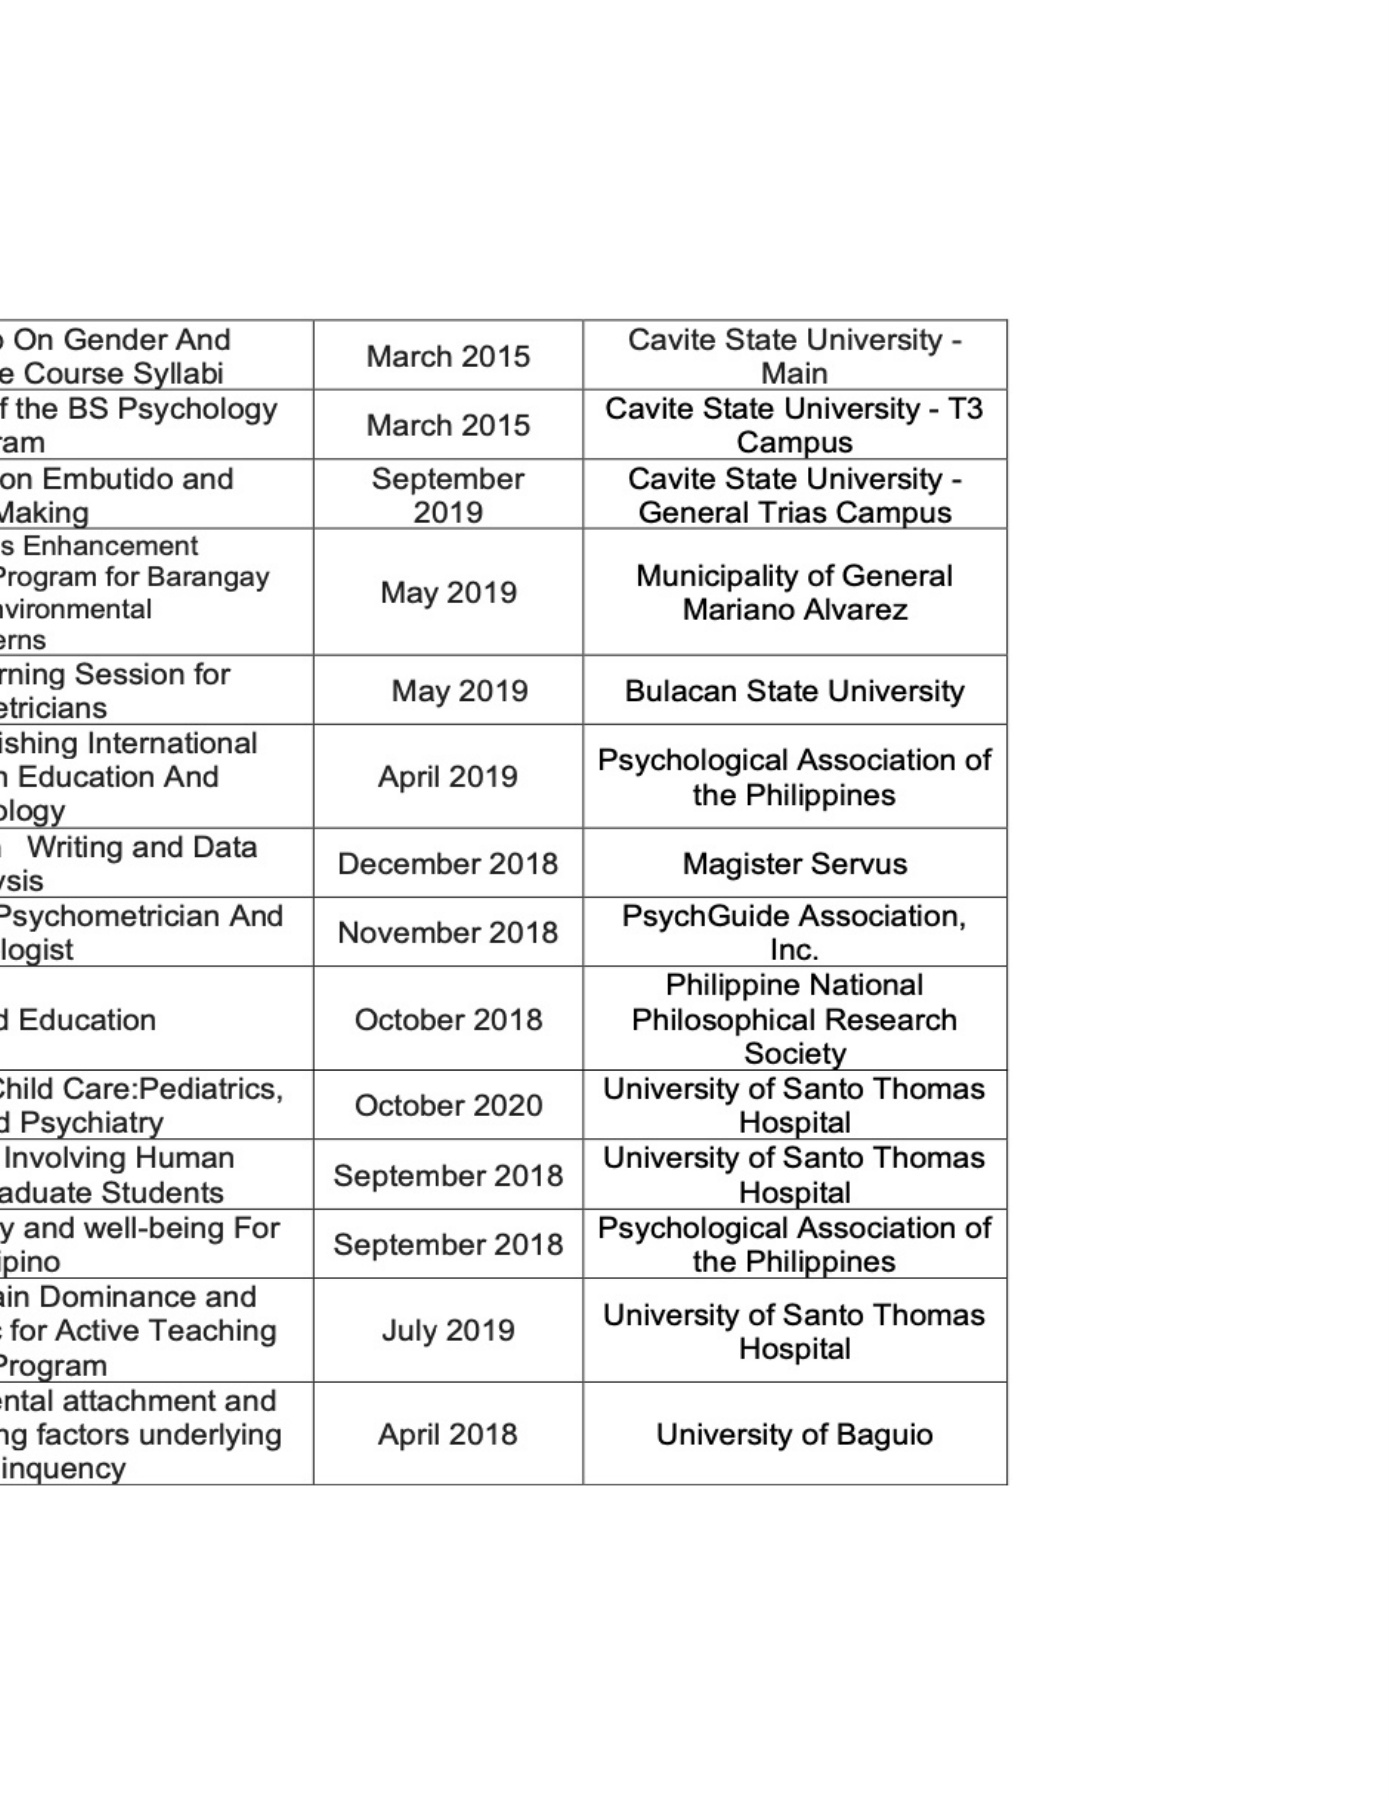 On Gender And
e Course Syllabi
March 2015
Cavite State University -
Main
f the BS Psychology
ram
March 2015
Cavite State University - T3
Campus
on Embutido and
Making
September
2019
Cavite State University -
General Trias Campus
s Enhancement
Program for Barangay
nvironmental
erns
May 2019
Municipality of General
Mariano Alvarez
rning Session for
etricians
May 2019
Bulacan State University
ishing International
n Education And
ology
April 2019
Psychological Association of
the Philippines
Writing and Data
ysis
December 2018
Magister Servus
Psychometrician And
logist
November 2018
PsychGuide Association,
Inc.
d Education
October 2018
Philippine National
Philosophical Research
Society
Child Care:Pediatrics,
d Psychiatry
October 2020
University of Santo Thomas
Hospital
Involving Human
aduate Students
September 2018
University of Santo Thomas
Hospital
y and well-being For
ipino
September 2018
Psychological Association of
the Philippines
ain Dominance and
for Active Teaching
Program
July 2019
University of Santo Thomas
Hospital
ental attachment and
ng factors underlying
inquency
April 2018
University of Baguio